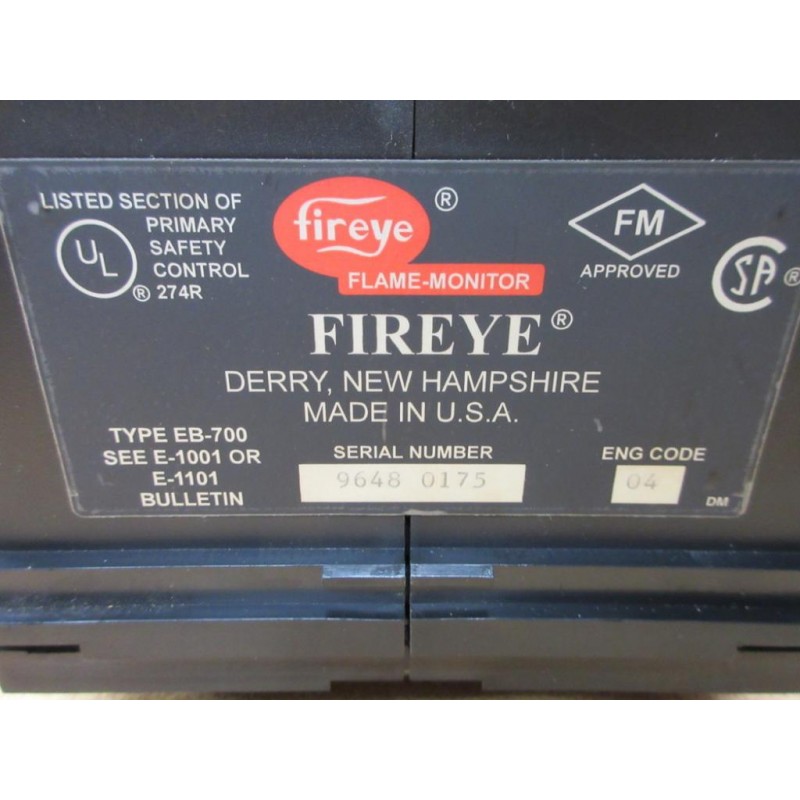 LISTED SECTION OF
PRIMARY
SAFETY
CONTROL
® 274R
UL
fireye ®
FLAME-MONITOR
FM
APPROVED
SA ®
FIREYE®
DERRY, NEW HAMPSHIRE
MADE IN U.S.A.
TYPE EB-700
SEE E-1001 OR
E-1101
BULLETIN
SERIAL NUMBER
9648 0175
ENG CODE
04
DM